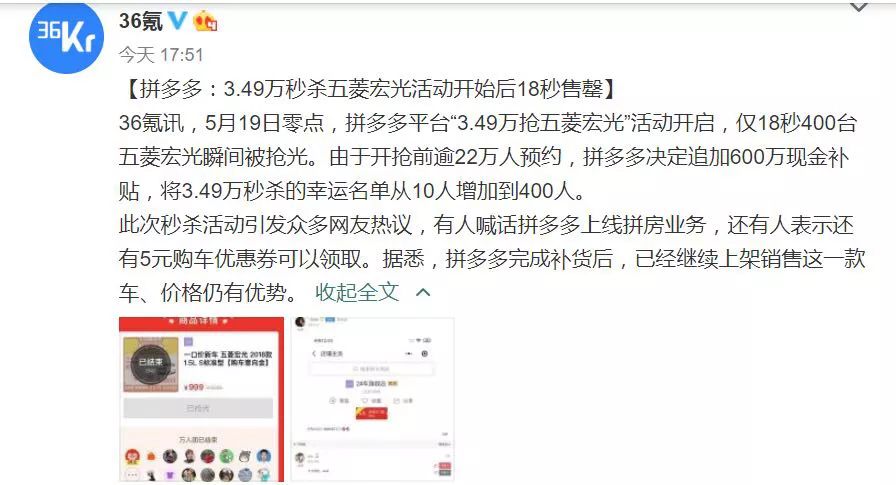 36Kr
36氪
今天 17:51
【拼多多：3.49万秒杀五菱宏光活动开始后18秒售罄】
36氪讯，5月19日零点，拼多多平台“3.49万抢五菱宏光”活动开启，仅18秒400台
五菱宏光瞬间被抢光。由于开抢前逾22万人预约，拼多多决定追加600万现金补
贴，将3.49万秒杀的幸运名单从10人增加到400人。
此次秒杀活动引发众多网友热议，有人喊话拼多多上线拼房业务，还有人表示还
有5元购车优惠券可以领取。据悉，拼多多完成补货后，已经继续上架销售这一款
车、价格仍有优势。 收起全文
商品详情
已结束
一口价新车 五菱宏光 2018款
1.5L S标准型【购车意向金】
¥999
已抢光
万人团已结束
店铺主页